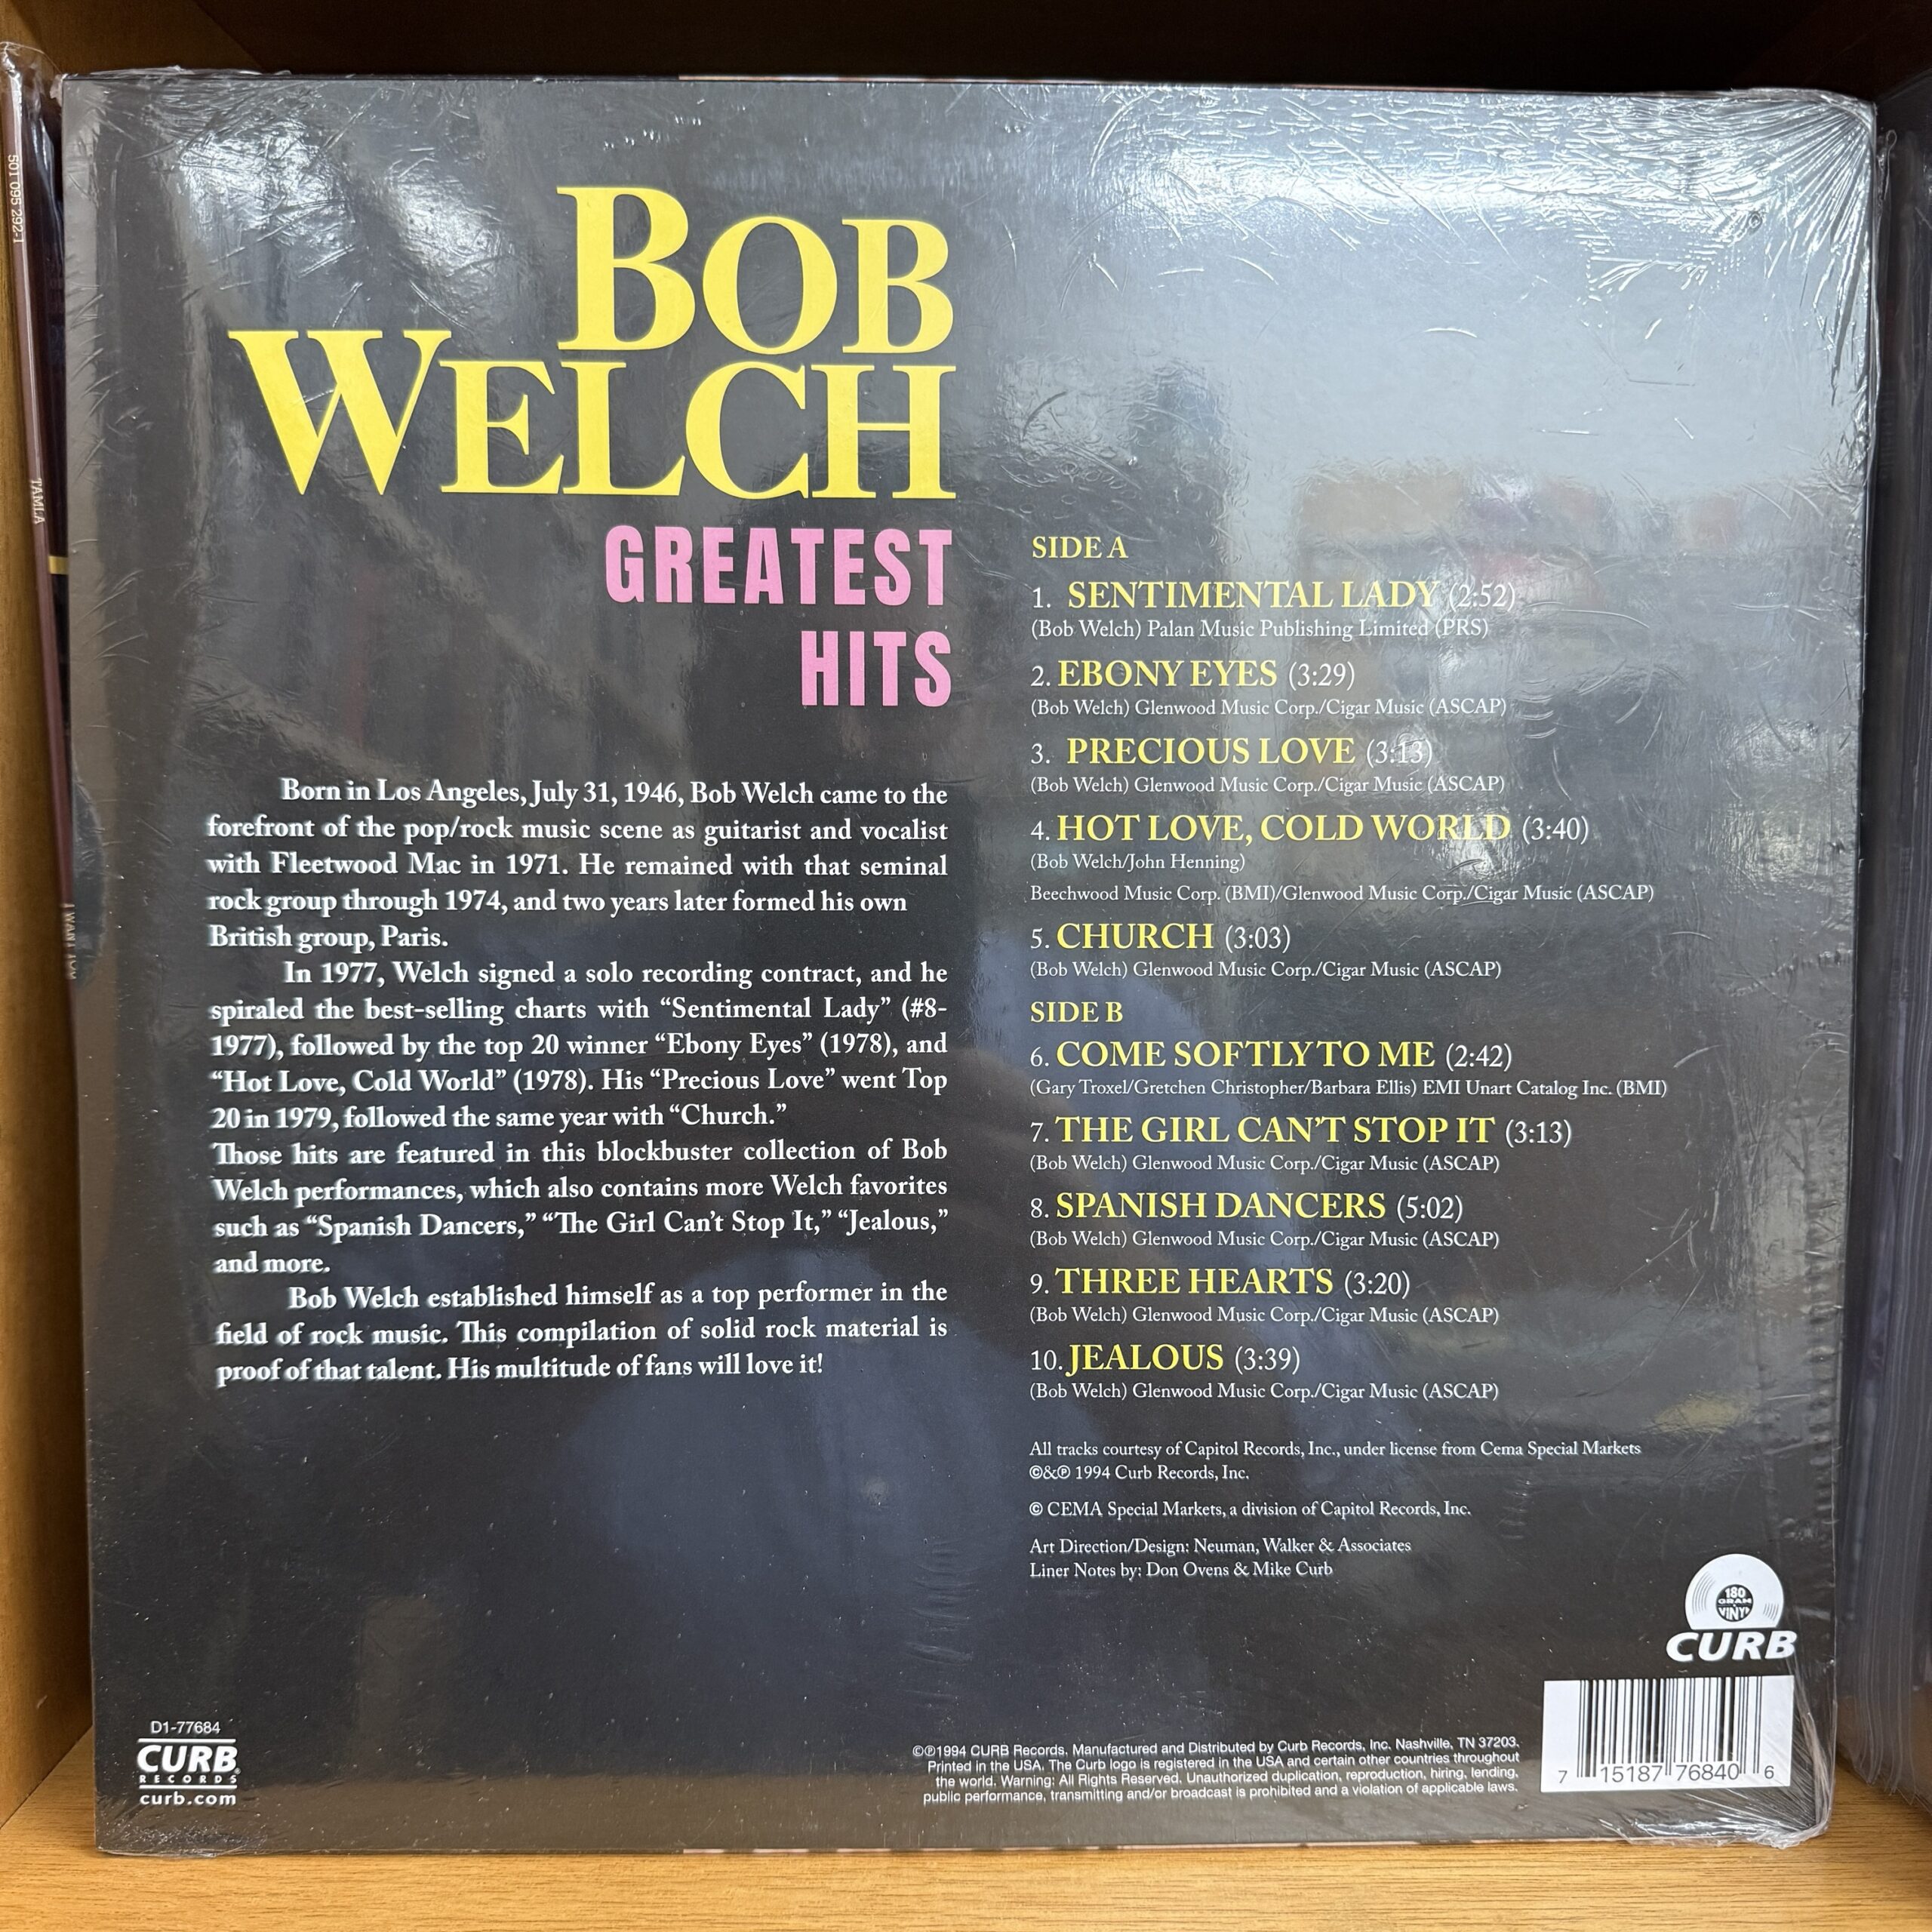 501 095 292-1
TAMLA
BOB
WELCH
GREATEST
HITS
Born in Los Angeles, July 31, 1946, Bob Welch came to the
forefront of the pop/rock music scene as guitarist and vocalist
with Fleetwood Mac in 1971. He remained with that seminal
rock group through 1974, and two years later formed his own
British group, Paris.
In 1977, Welch signed a solo recording contract, and he
spiraled the best-selling charts with “Sentimental Lady” (#8-
1977), followed by the top 20 winner “Ebony Eyes” (1978), and
“Hot Love, Cold World” (1978). His “Precious Love” went Top
20 in 1979, followed the same year with “Church.”
Those hits are featured in this blockbuster collection of Bob
Welch performances, which also contains more Welch favorites
such as “Spanish Dancers,” “The Girl Can’t Stop It,” “Jealous,”
and more.
Bob Welch established himself as a top performer in the
field of rock music. This compilation of solid rock material is
proof of that talent. His multitude of fans will love it!
SIDE A
1. SENTIMENTAL LADY (2:52)
(Bob Welch) Palan Music Publishing Limited (PRS)
2. EBONY EYES (3:29)
(Bob Welch) Glenwood Music Corp./Cigar Music (ASCAP)
3. PRECIOUS LOVE (3:13)
(Bob Welch) Glenwood Music Corp./Cigar Music (ASCAP)
4. HOT LOVE, COLD WORLD (3:40)
(Bob Welch/John Henning)
Beechwood Music Corp. (BMI)/Glenwood Music Corp./Cigar Music (ASCAP)
5. CHURCH (3:03)
(Bob Welch) Glenwood Music Corp./Cigar Music (ASCAP)
SIDE B
6. COME SOFTLY TO ME (2:42)
(Gary Troxel/Gretchen Christopher/Barbara Ellis) EMI Unart Catalog Inc. (BMI)
7. THE GIRL CAN’T STOP IT (3:13)
(Bob Welch) Glenwood Music Corp./Cigar Music (ASCAP)
8. SPANISH DANCERS (5:02)
(Bob Welch) Glenwood Music Corp./Cigar Music (ASCAP)
9. THREE HEARTS (3:20)
(Bob Welch) Glenwood Music Corp./Cigar Music (ASCAP)
10. JEALOUS (3:39)
(Bob Welch) Glenwood Music Corp./Cigar Music (ASCAP)
All tracks courtesy of Capitol Records, Inc., under license from Cema Special Markets
©&℗ 1994 Curb Records, Inc.
© CEMA Special Markets, a division of Capitol Records, Inc.
Art Direction/Design: Neuman, Walker & Associates
Liner Notes by: Don Ovens & Mike Curb
180
GRAM
VINYL
CURB
D1-77684
CURB®
RECORDS
curb.com
©℗1994 CURB Records, Manufactured and Distributed by Curb Records, Inc. Nashville, TN 37203.
Printed in the USA. The Curb logo is registered in the USA and certain other countries throughout
the world. Warning: All Rights Reserved. Unauthorized duplication, reproduction, hiring, lending,
public performance, transmitting and/or broadcast is prohibited and a violation of applicable laws.
7 15187 76840 6